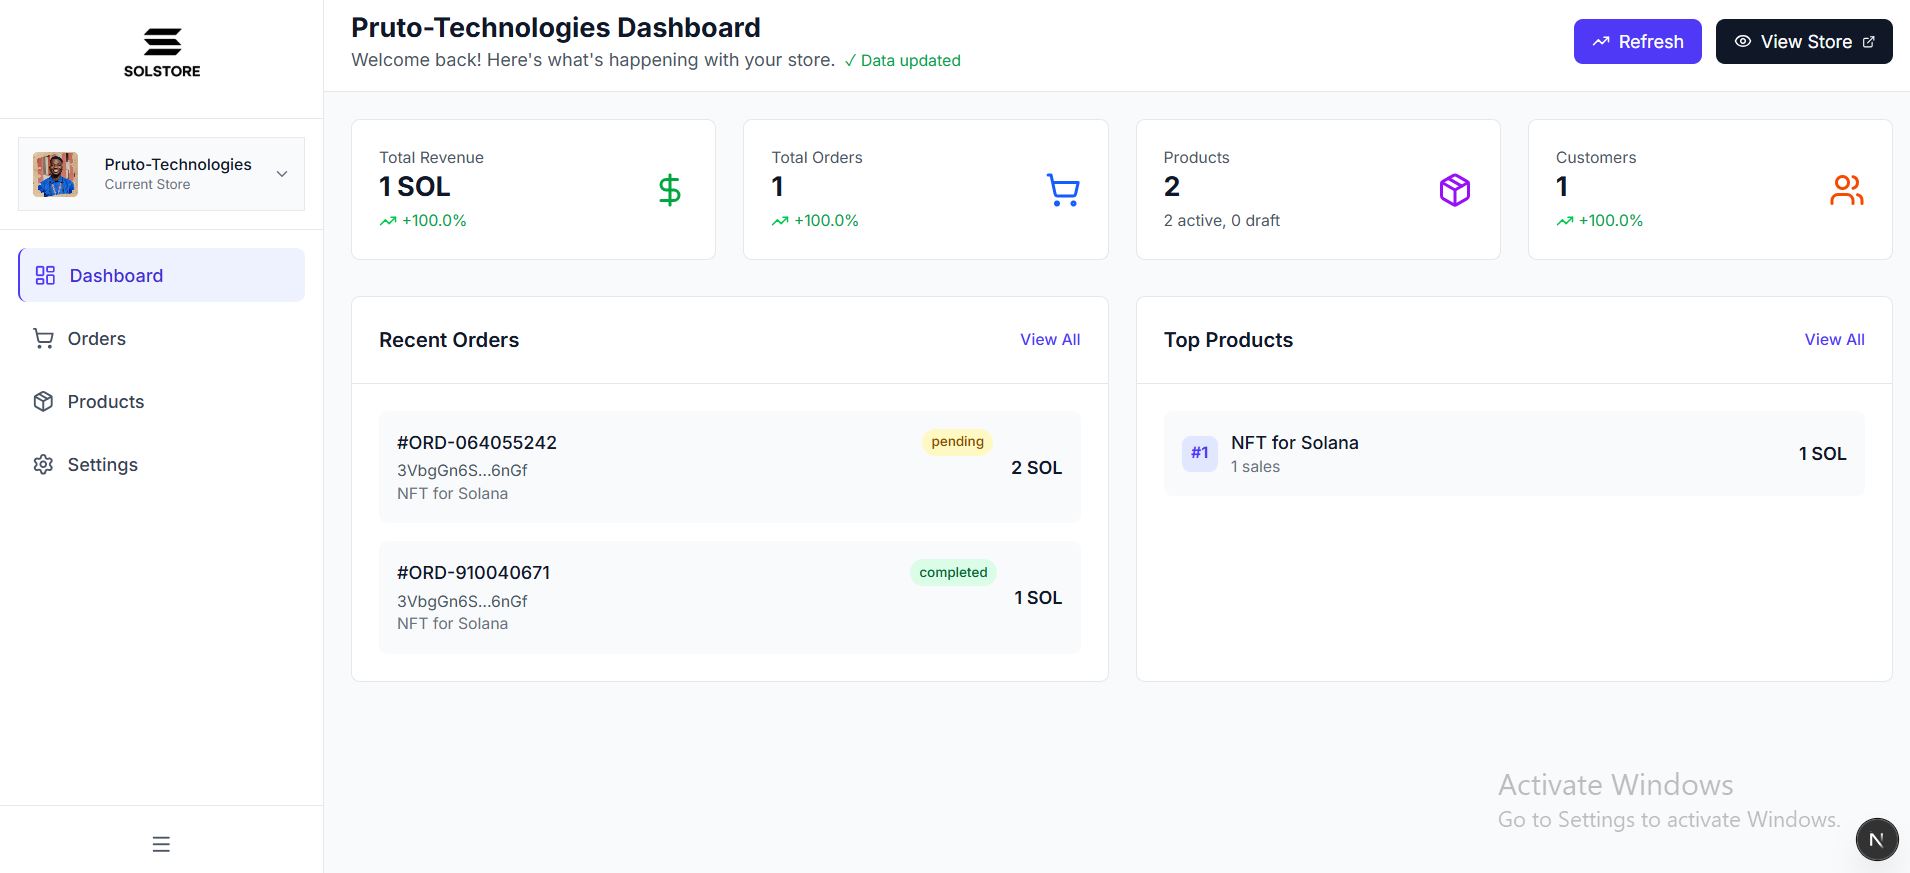 SOLSTORE
Pruto-Technologies
Current Store
Dashboard
Orders
Products
Settings
Pruto-Technologies Dashboard
Welcome back! Here's what's happening with your store. ✓ Data updated
Refresh
View Store
Total Revenue
1 SOL
+100.0%
Total Orders
1
+100.0%
Products
2
2 active, 0 draft
Customers
1
+100.0%
Recent Orders
View All
#ORD-064055242
pending
3VbgGn6S...6nGf
2 SOL
NFT for Solana
#ORD-910040671
completed
3VbgGn6S...6nGf
1 SOL
NFT for Solana
Top Products
View All
#1
NFT for Solana
1 sales
1 SOL
Activate Windows
Go to Settings to activate Windows.
N